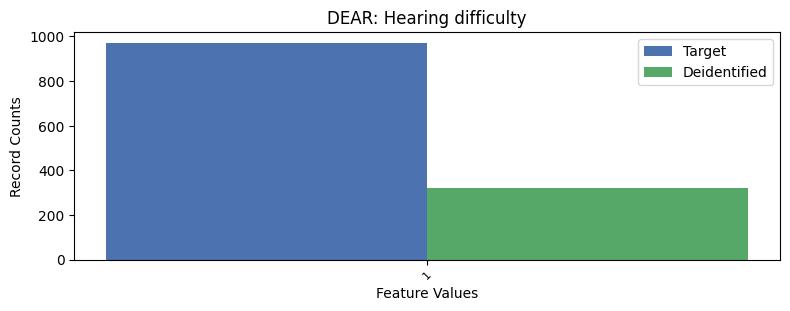 DEAR: Hearing difficulty
Target
Deidentified
1000
800
600
400
200
0
Record Counts
1
Feature Values